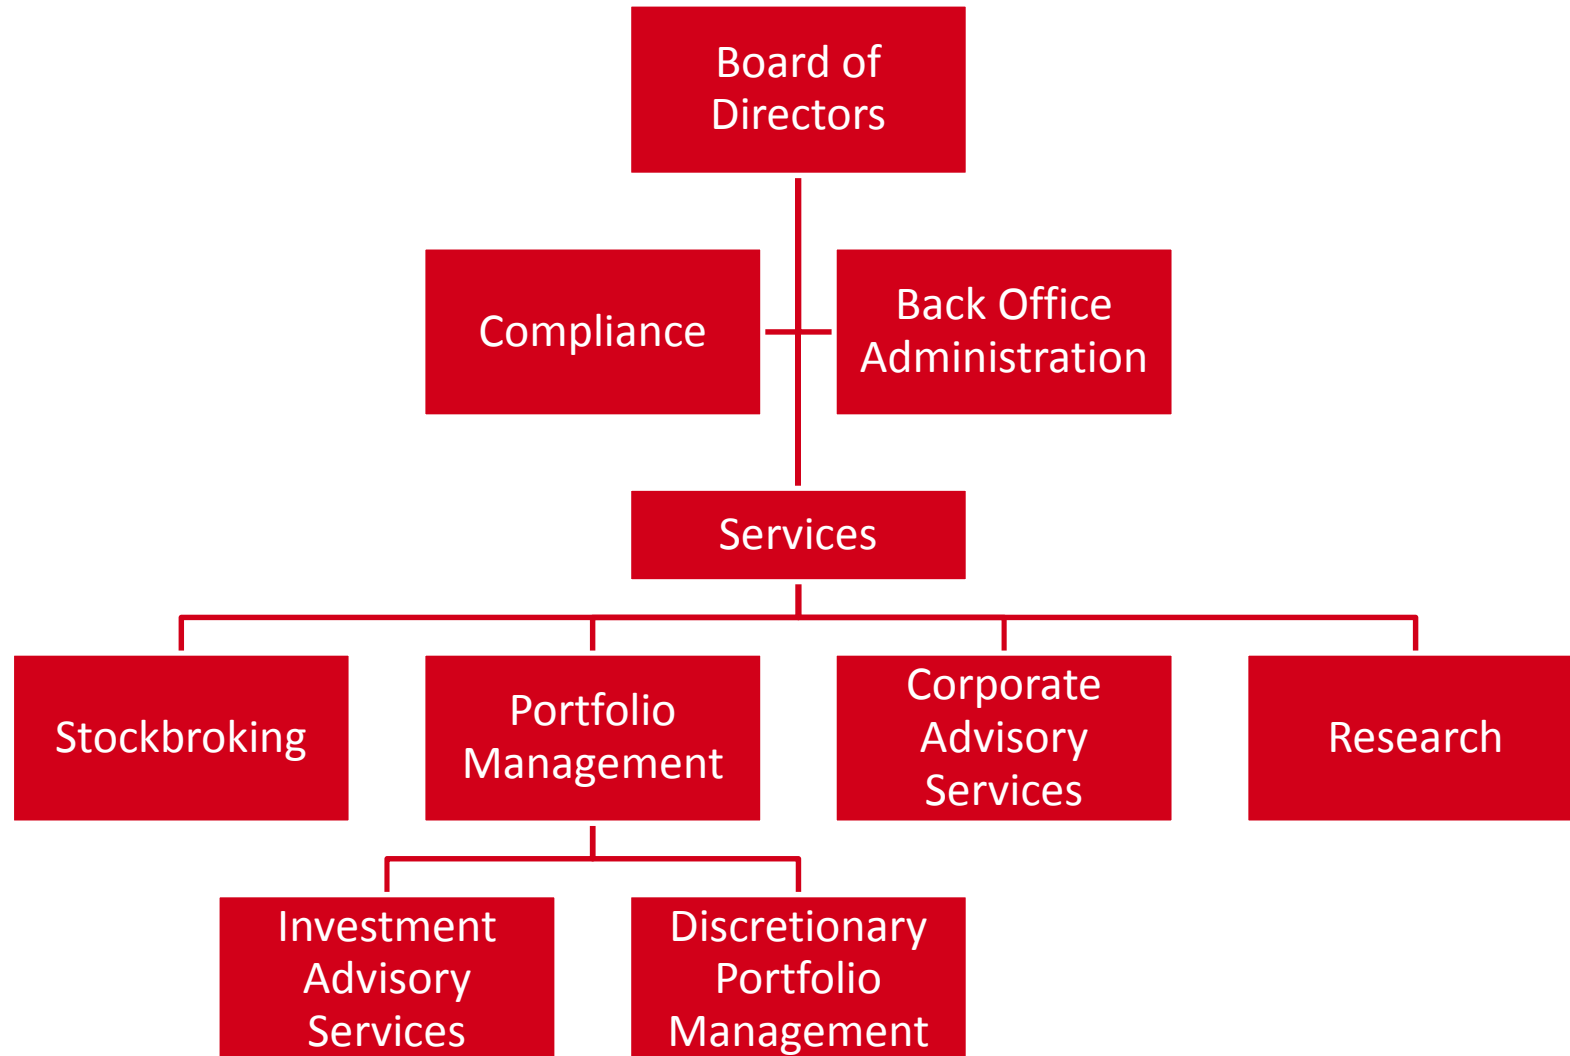 Board of
Directors
Compliance
Back Office
Administration
Services
Stockbroking
Portfolio
Management
Corporate
Advisory
Services
Research
Investment
Advisory
Services
Discretionary
Portfolio
Management